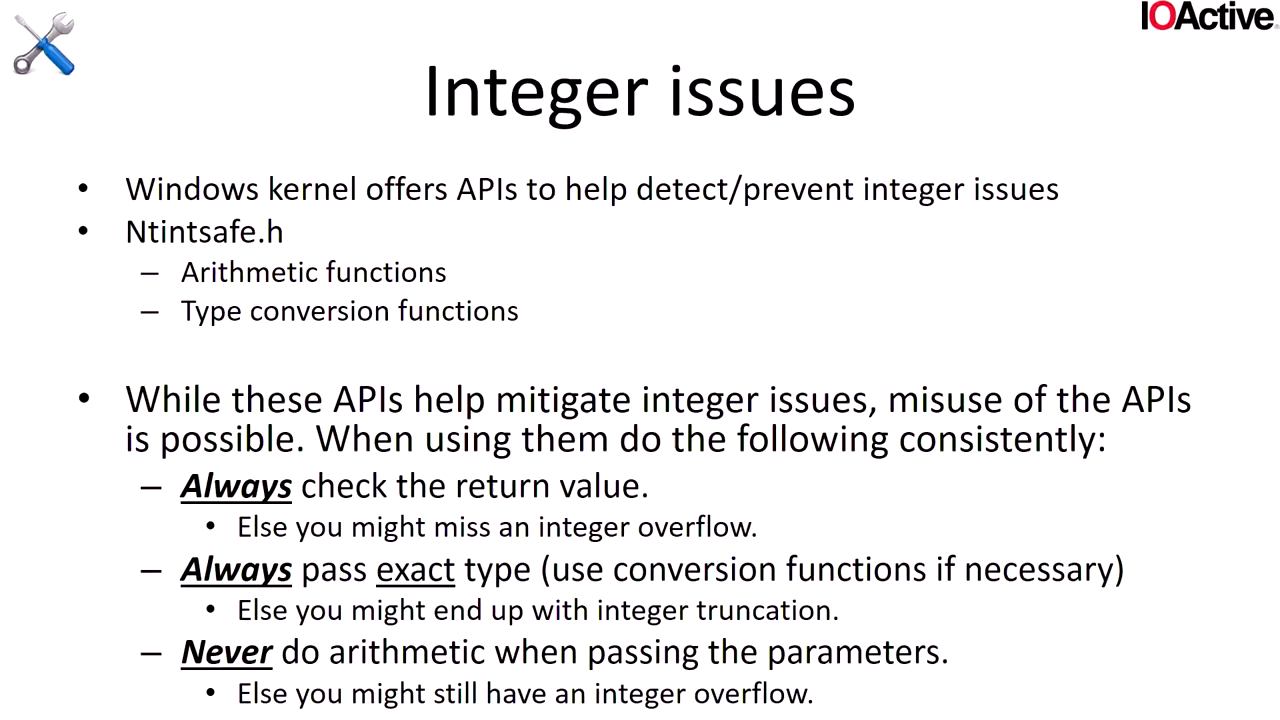 IOActive
Integer issues
• Windows kernel offers APIs to help detect/prevent integer issues
• Ntintsafe.h
– Arithmetic functions
– Type conversion functions
• While these APIs help mitigate integer issues, misuse of the APIs
is possible. When using them do the following consistently:
– Always check the return value.
• Else you might miss an integer overflow.
– Always pass exact type (use conversion functions if necessary)
• Else you might end up with integer truncation.
– Never do arithmetic when passing the parameters.
• Else you might still have an integer overflow.